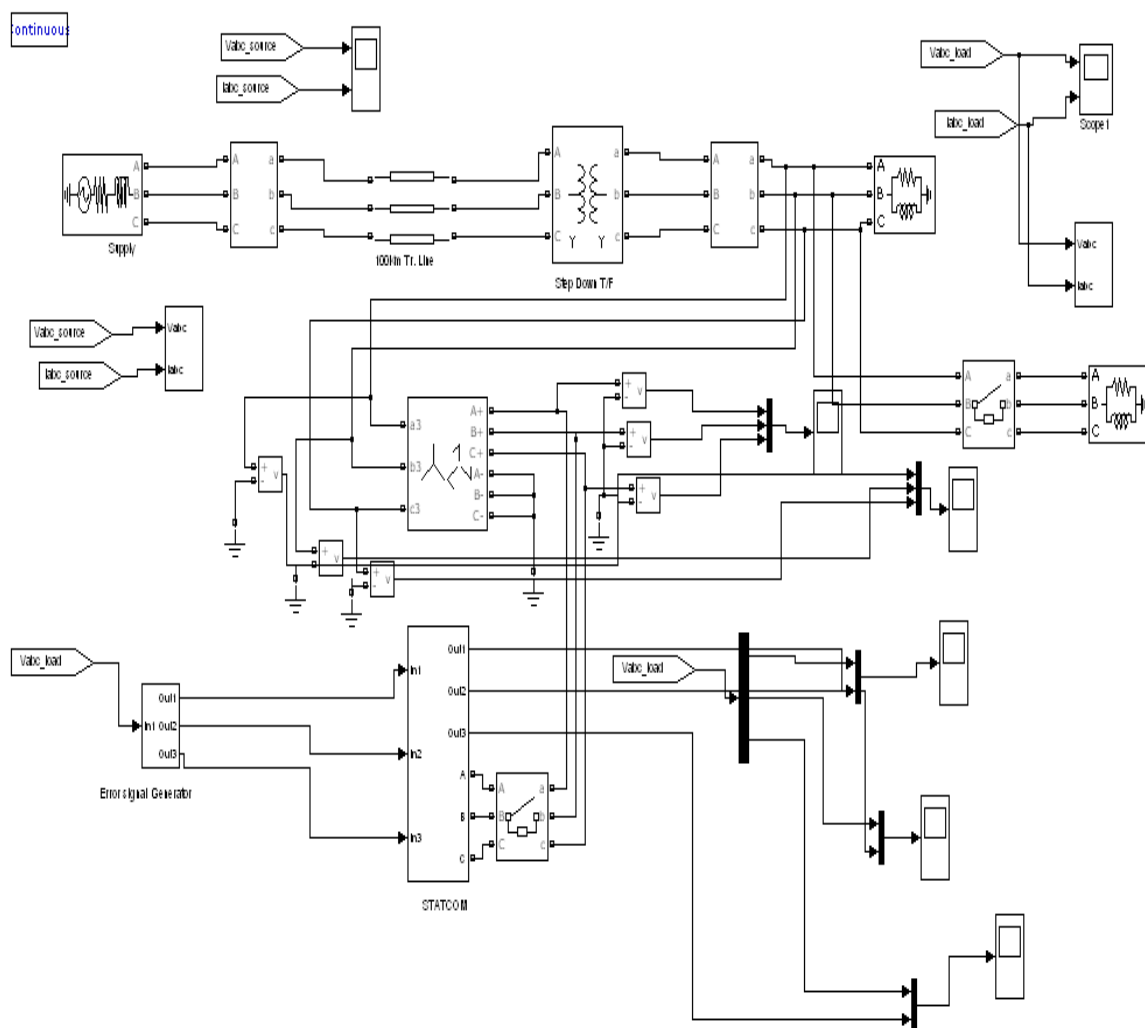 Continuous
Vabc_source
Iabc_source
Vabc_load
Iabc_load
Scope1
A
B
C
Supply
A
B
C
a
b
c
100km Tr. Line
A
B
C
a
b
c
Y Y
Step Down T/F
A
B
C
a
b
c
A
B
C
Vabc
Iabc
Vabc_source
Iabc_source
Vabc
Iabc
A
B
C
a
b
c
A
B
C
a3
b3
c3
A+
B+
C+
A-
B-
C-
+
-
v
+
-
v
+
-
v
+
-
v
+
-
v
+
-
v
Vabc_load
In1
Out1
Out2
Out3
Error signal Generator
In1
In2
In3
Out1
Out2
Out3
A
B
C
STATCOM
A
B
C
a
b
c
Vabc_load